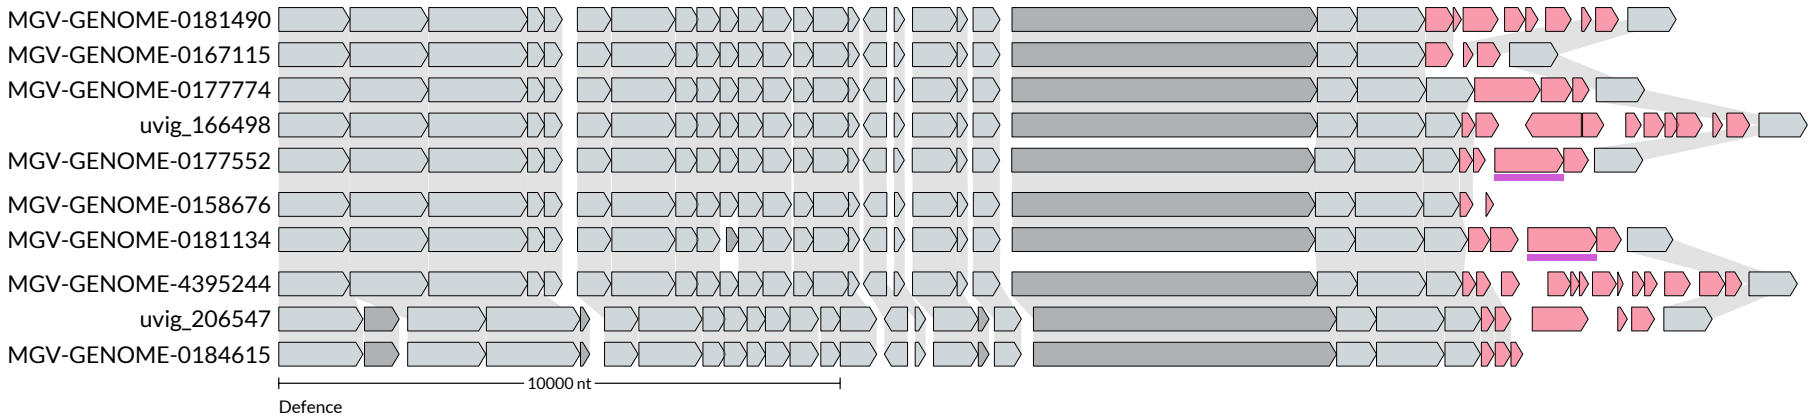 MGV-GENOME-0181490
MGV-GENOME-0167115
MGV-GENOME-0177774
uvig_166498
MGV-GENOME-0177552
MGV-GENOME-0158676
MGV-GENOME-0181134
MGV-GENOME-4395244
uvig_206547
MGV-GENOME-0184615
10000 nt
Defence